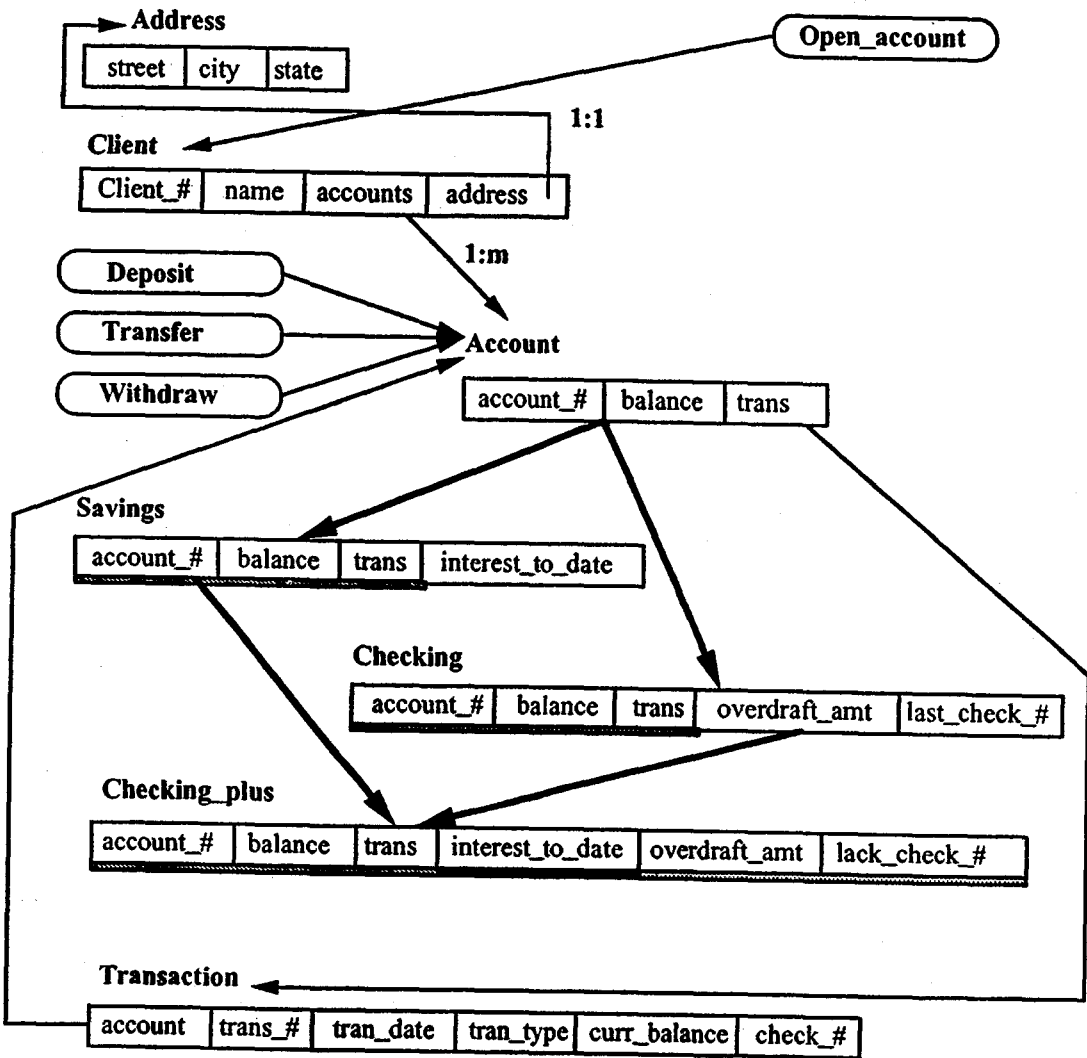 Address
Open_account
street city state
1:1
Client
Client_# name accounts address
1:m
Deposit
Transfer
Account
Withdraw
account_# balance trans
Savings
account_# balance trans interest_to_date
Checking
account_# balance trans overdraft_amt last_check_#
Checking_plus
account_# balance trans interest_to_date overdraft_amt lack_check_#
Transaction
account trans_# tran_date tran_type curr_balance check_#